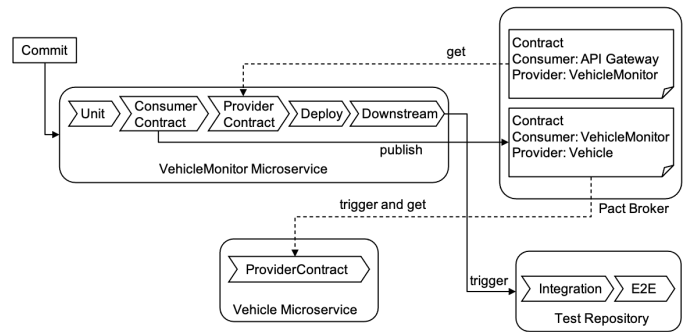 Commit
get
Contract
Consumer: API Gateway
Provider: VehicleMonitor
Unit
Consumer
Contract
Provider
Contract
Deploy
Downstream
publish
VehicleMonitor Microservice
Contract
Consumer: VehicleMonitor
Provider: Vehicle
Pact Broker
trigger and get
ProviderContract
Vehicle Microservice
trigger
Integration
E2E
Test Repository